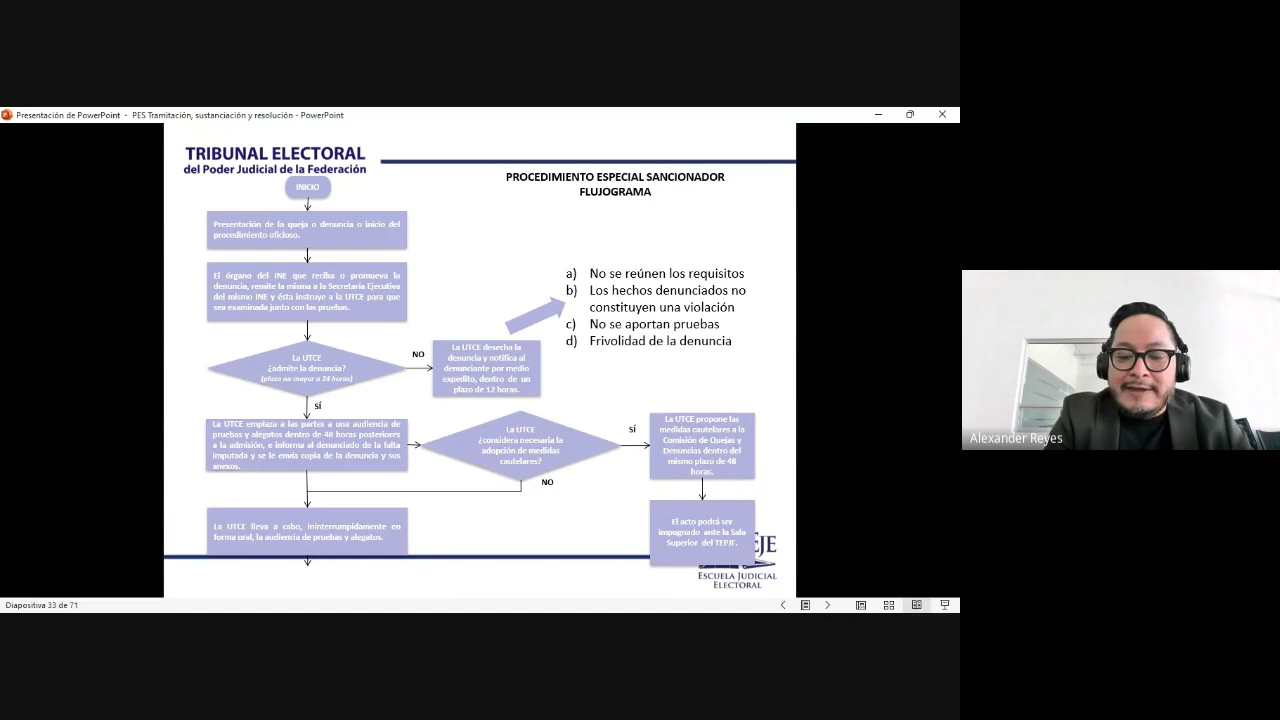 Presentación de PowerPoint - PES Tramitación, sustanciación y resolución - PowerPoint
TRIBUNAL ELECTORAL
del Poder Judicial de la Federación
PROCEDIMIENTO ESPECIAL SANCIONADOR
FLUJOGRAMA
INICIO
Presentación de la queja o denuncia o inicio del
procedimiento oficioso.
El órgano del INE que reciba o promueva la
denuncia, remite la misma a la Secretaría Ejecutiva
del mismo INE y ésta instruye a la UTCE para que
sea examinada junto con las pruebas.
a) No se reúnen los requisitos
b) Los hechos denunciados no
constituyen una violación
c) No se aportan pruebas
d) Frivolidad de la denuncia
La UTCE
¿admite la denuncia?
(plazo no mayor a 24 horas)
NO
La UTCE desecha la
denuncia y notifica al
denunciante por medio
expedito, dentro de un
plazo de 12 horas.
SÍ
La UTCE emplaza a las partes a una audiencia de
pruebas y alegatos dentro de 48 horas posteriores
a la admisión, e informa al denunciado de la falta
imputada y se le envía copia de la denuncia y sus
anexos.
La UTCE
¿considera necesaria la
adopción de medidas
cautelares?
SÍ
La UTCE propone las
medidas cautelares a la
Comisión de Quejas y
Denuncias dentro del
mismo plazo de 48
horas.
NO
La UTCE lleva a cabo, ininterrumpidamente en
forma oral, la audiencia de pruebas y alegatos.
El acto podrá ser
impugnado ante la Sala
Superior del TEPJF.
EJE
ESCUELA JUDICIAL
ELECTORAL
Diapositiva 33 de 71
Alexander Reyes